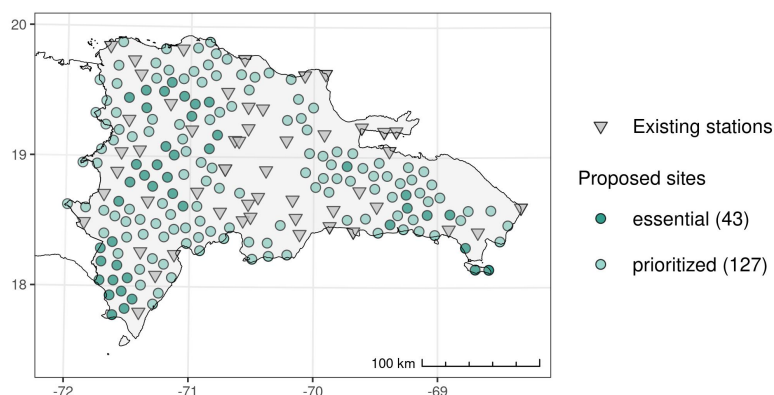 20
19
18
-72
-71
-70
-69
100 km
Existing stations
Proposed sites
essential (43)
prioritized (127)